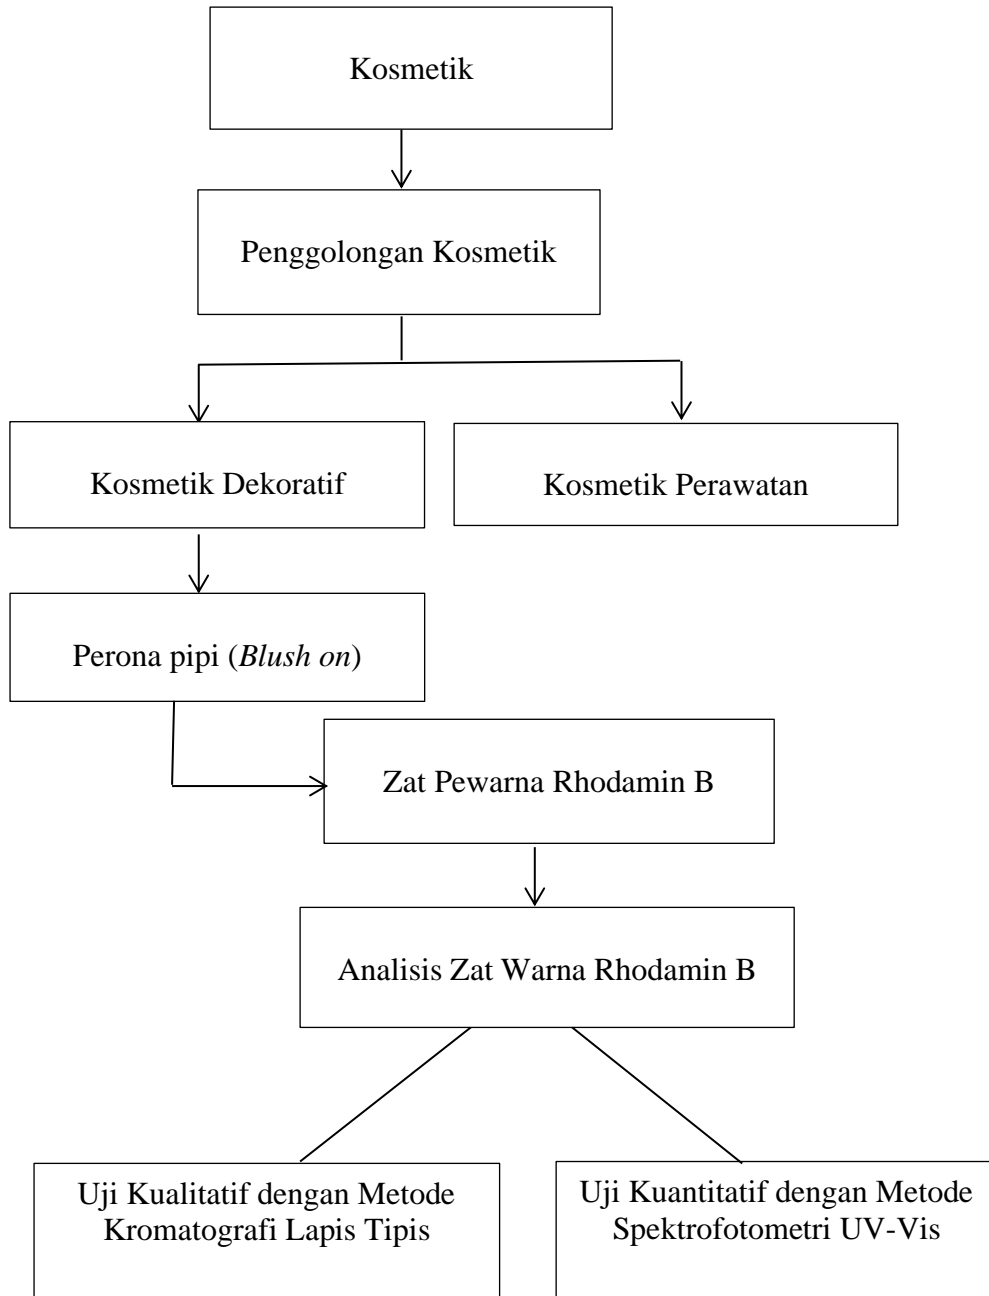 Kosmetik
Penggolongan Kosmetik
Kosmetik Dekoratif
Kosmetik Perawatan
Perona pipi (Blush on)
Zat Pewarna Rhodamin B
Analisis Zat Warna Rhodamin B
Uji Kualitatif dengan Metode
Kromatografi Lapis Tipis
Uji Kuantitatif dengan Metode
Spektrofotometri UV-Vis